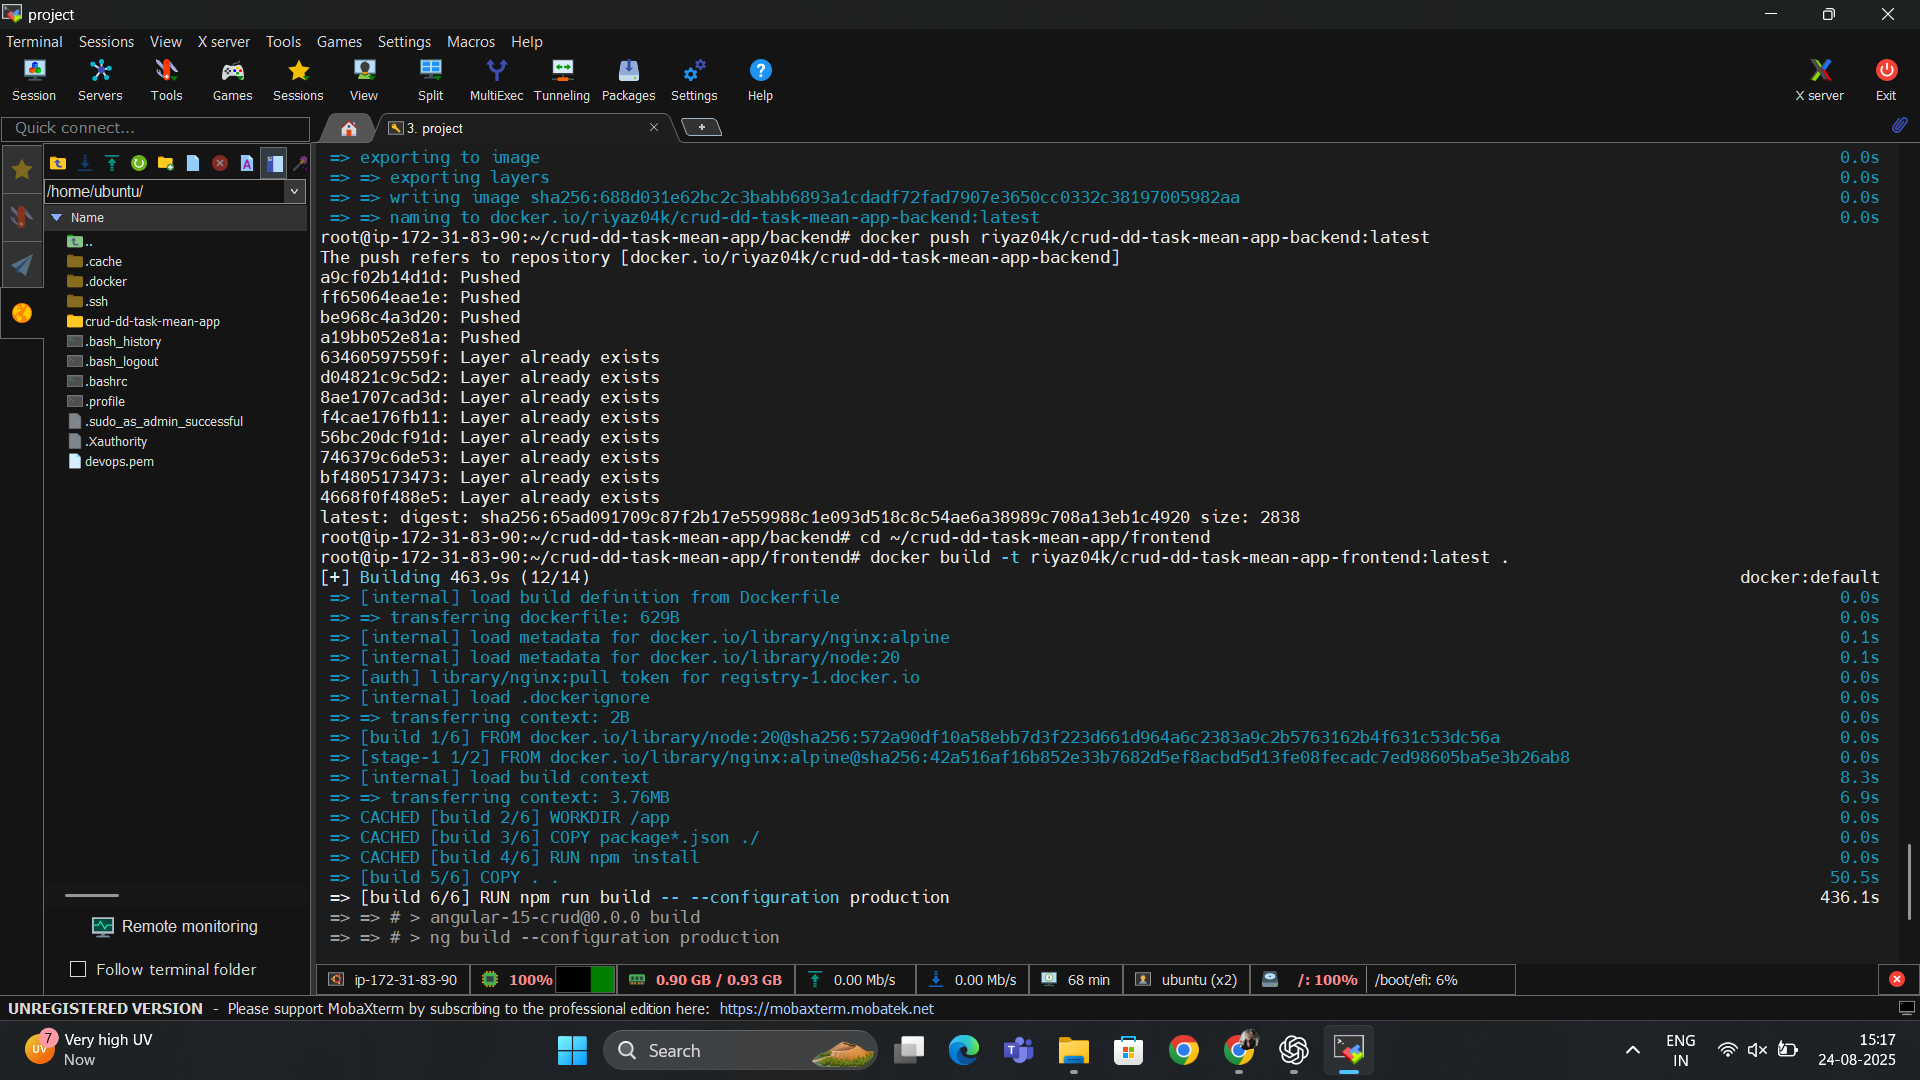 project
Terminal Sessions View X server Tools Games Settings Macros Help
Session Servers Tools Games Sessions View Split MultiExec Tunneling Packages Settings Help X server Exit
Quick connect...
3. project
/home/ubuntu/
Name
..
.cache
.docker
.ssh
crud-dd-task-mean-app
.bash_history
.bash_logout
.bashrc
.profile
.sudo_as_admin_successful
.Xauthority
devops.pem
Remote monitoring
Follow terminal folder
=> exporting to image 0.0s
=> => exporting layers 0.0s
=> => writing image sha256:688d031e62bc2c3babb6893a1cdadf72fad7907e3650cc0332c38197005982aa 0.0s
=> => naming to docker.io/riyaz04k/crud-dd-task-mean-app-backend:latest 0.0s
root@ip-172-31-83-90:~/crud-dd-task-mean-app/backend# docker push riyaz04k/crud-dd-task-mean-app-backend:latest
The push refers to repository [docker.io/riyaz04k/crud-dd-task-mean-app-backend]
a9cf02b14d1d: Pushed
ff65064eae1e: Pushed
be968c4a3d20: Pushed
a19bb052e81a: Pushed
63460597559f: Layer already exists
d04821c9c5d2: Layer already exists
8ae1707cad3d: Layer already exists
f4cae176fb11: Layer already exists
56bc20dcf91d: Layer already exists
746379c6de53: Layer already exists
bf4805173473: Layer already exists
4668f0f488e5: Layer already exists
latest: digest: sha256:65ad091709c87f2b17e559988c1e093d518c8c54ae6a38989c708a13eb1c4920 size: 2838
root@ip-172-31-83-90:~/crud-dd-task-mean-app/backend# cd ~/crud-dd-task-mean-app/frontend
root@ip-172-31-83-90:~/crud-dd-task-mean-app/frontend# docker build -t riyaz04k/crud-dd-task-mean-app-frontend:latest .
[+] Building 463.9s (12/14) docker:default
=> [internal] load build definition from Dockerfile 0.0s
=> => transferring dockerfile: 629B 0.0s
=> [internal] load metadata for docker.io/library/nginx:alpine 0.1s
=> [internal] load metadata for docker.io/library/node:20 0.1s
=> [auth] library/nginx:pull token for registry-1.docker.io 0.0s
=> [internal] load .dockerignore 0.0s
=> => transferring context: 2B 0.0s
=> [build 1/6] FROM docker.io/library/node:20@sha256:572a90df10a58ebb7d3f223d661d964a6c2383a9c2b5763162b4f631c53dc56a 0.0s
=> [stage-1 1/2] FROM docker.io/library/nginx:alpine@sha256:42a516af16b852e33b7682d5ef8acbd5d13fe08fecadc7ed98605ba5e3b26ab8 0.0s
=> [internal] load build context 8.3s
=> => transferring context: 3.76MB 6.9s
=> CACHED [build 2/6] WORKDIR /app 0.0s
=> CACHED [build 3/6] COPY package*.json ./ 0.0s
=> CACHED [build 4/6] RUN npm install 0.0s
=> [build 5/6] COPY . . 50.5s
=> [build 6/6] RUN npm run build -- --configuration production 436.1s
=> => # > angular-15-crud@0.0.0 build
=> => # > ng build --configuration production
ip-172-31-83-90 100% 0.90 GB / 0.93 GB 0.00 Mb/s 0.00 Mb/s 68 min ubuntu (x2) /: 100% /boot/efi: 6%
UNREGISTERED VERSION - Please support MobaXterm by subscribing to the professional edition here: https://mobaxterm.mobatek.net
UV
7
Very high UV
Now
Search
ENG
IN
15:17
24-08-2025